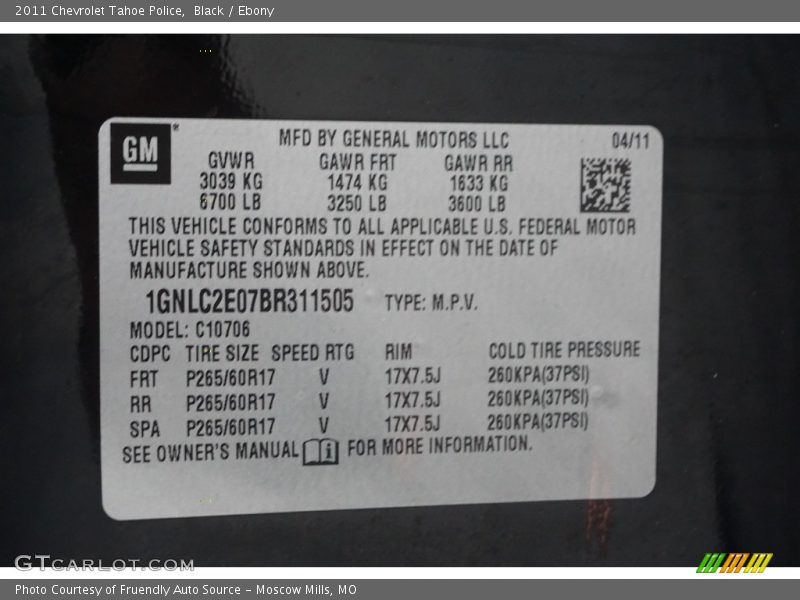 2011 Chevrolet Tahoe Police,  Black / Ebony
GM®
MFD BY GENERAL MOTORS LLC 04/11
GVWR GAWR FRT GAWR RR
3039 KG 1474 KG 1633 KG
8700 LB 3250 LB 3600 LB
THIS VEHICLE CONFORMS TO ALL APPLICABLE U.S. FEDERAL MOTOR
VEHICLE SAFETY STANDARDS IN EFFECT ON THE DATE OF
MANUFACTURE SHOWN ABOVE.
1GNLC2E07BR311505 TYPE: M.P.V.
MODEL: C10706
CDPC TIRE SIZE SPEED RTG RIM COLD TIRE PRESSURE
FRT P265/60R17 V 17X7.5J 260KPA(37PSI)
RR P265/60R17 V 17X7.5J 260KPA(37PSI)
SPA P265/60R17 V 17X7.5J 260KPA(37PSI)
SEE OWNER'S MANUAL i FOR MORE INFORMATION.
GTCARLOT.COM
Photo Courtesy of Fruendly Auto Source – Moscow Mills, MO